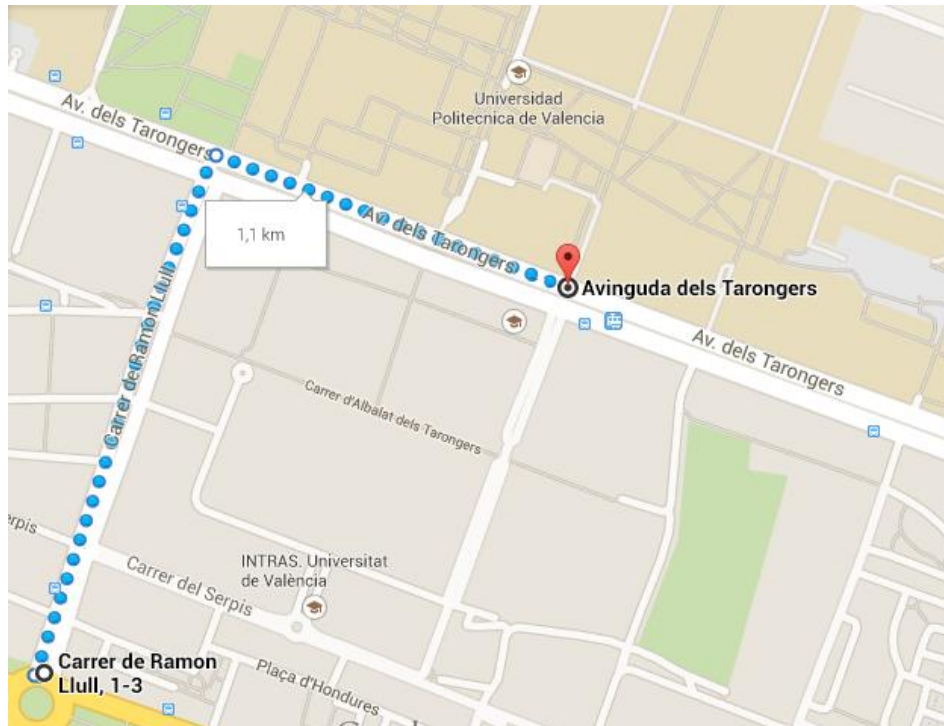 Av. dels Tarongers
Universidad
Politecnica de Valencia
1,1 km
Av. dels Tarongers
Avinguda dels Tarongers
Av. dels Tarongers
Carrer de Ramon Llull
Carrer d'Albalat dels Tarongers
erpis
INTRAS. Universitat
de València
Carrer del Serpis
Carrer de Ramon
Llull, 1-3
Plaça d'Hondures